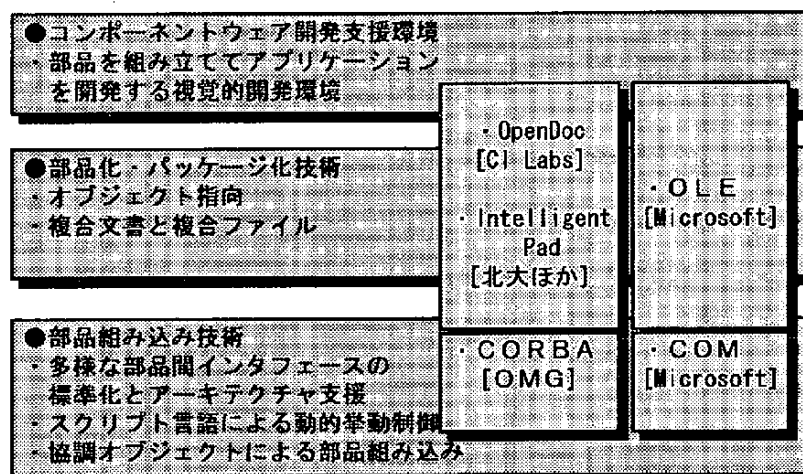 ●コンポーネントウェア開発支援環境
・部品を組み立ててアプリケーション
を開発する視覚的開発環境
●部品化・パッケージ化技術
・オブジェクト指向
・複合文書と複合ファイル
●部品組み込み技術
・多様な部品間インタフェースの
標準化とアーキテクチャ支援
・スクリプト言語による動的挙動制御
・協調オブジェクトによる部品組み込み
・OpenDoc
[CI Labs]
・Intelligent
Pad
[北大ほか]
・CORBA
[OMG]
・OLE
[Microsoft]
・COM
[Microsoft]